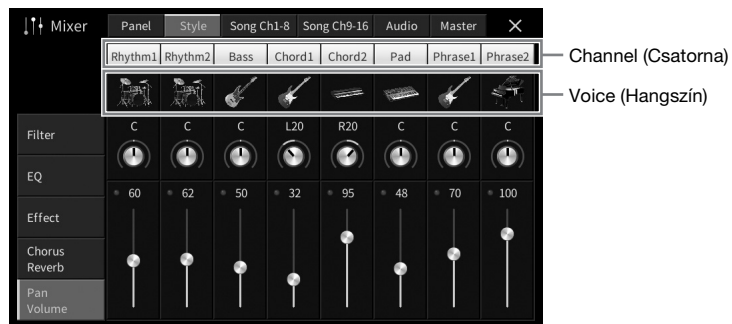 Mixer Panel Style Song Ch1-8 Song Ch9-16 Audio Master ×
Rhythm1 Rhythm2 Bass Chord1 Chord2 Pad Phrase1 Phrase2 Channel (Csatorna)
Voice (Hangszín)
Filter C C C L20 R20 C C C
EQ
60 62 50 32 95 48 70 100
Effect
Chorus
Reverb
Pan
Volume